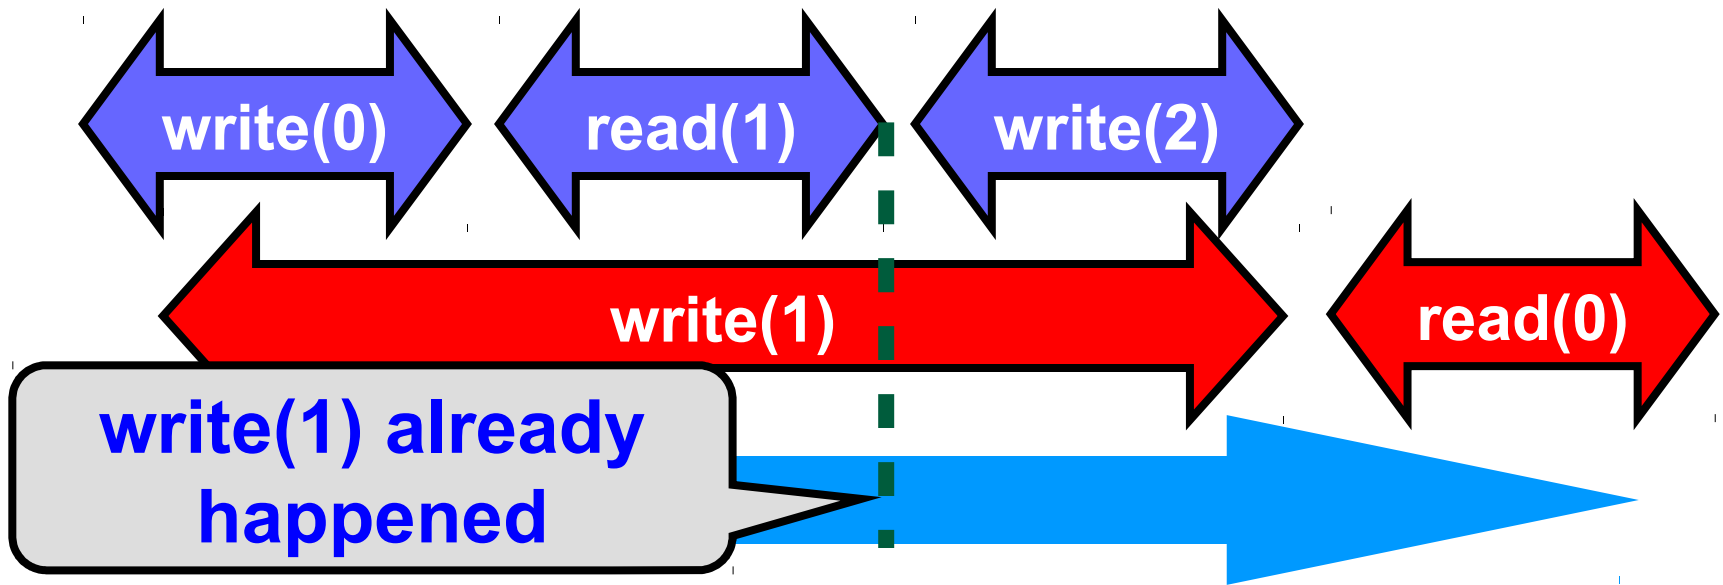 write(0) read(1) write(2)
write(1) read(0)
write(1) already
happened